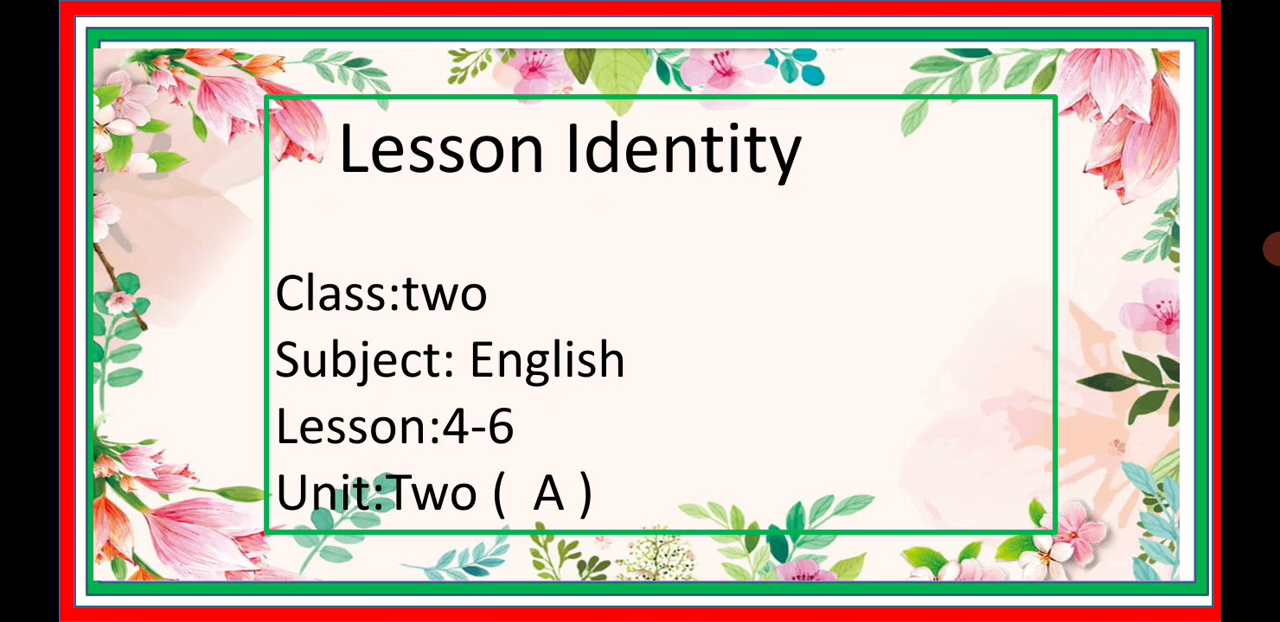 Lesson Identity
Class:two
Subject: English
Lesson:4-6
Unit:Two ( A )